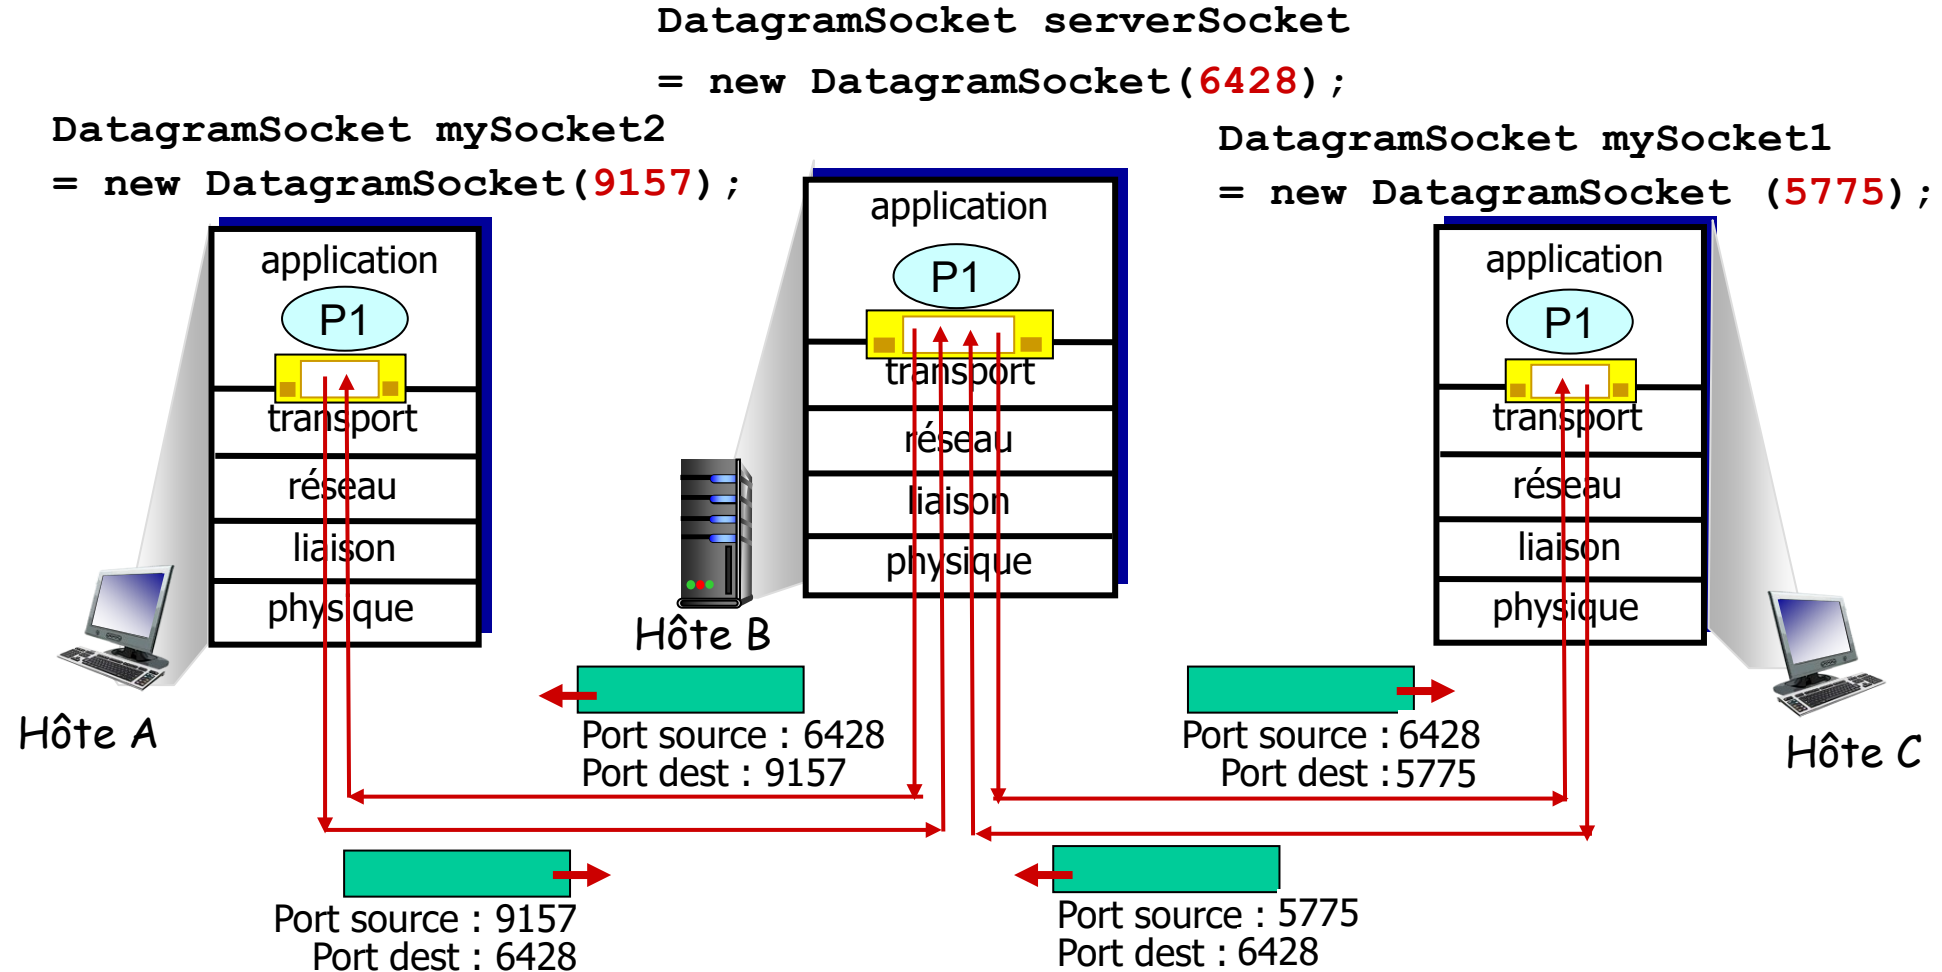 DatagramSocket serverSocket
= new DatagramSocket(6428);
DatagramSocket mySocket2
= new DatagramSocket(9157);
DatagramSocket mySocket1
= new DatagramSocket (5775);
application
P1
transport
réseau
liaison
physique
Hôte A
application
P1
transport
réseau
liaison
physique
Hôte B
application
P1
transport
réseau
liaison
physique
Hôte C
Port source : 6428
Port dest : 9157
Port source : 6428
Port dest : 5775
Port source : 9157
Port dest : 6428
Port source : 5775
Port dest : 6428